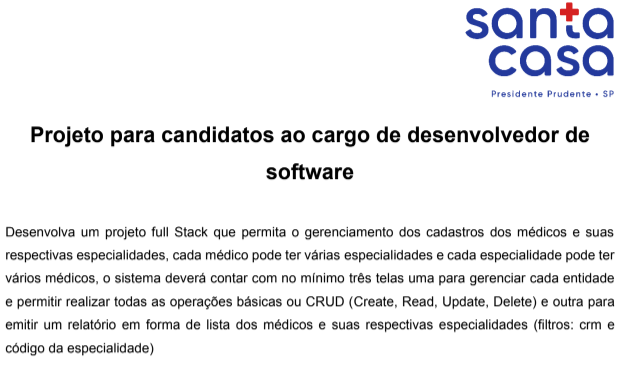 santa
casa
Presidente Prudente • SP
Projeto para candidatos ao cargo de desenvolvedor de
software
Desenvolva um projeto full Stack que permita o gerenciamento dos cadastros dos médicos e suas
respectivas especialidades, cada médico pode ter várias especialidades e cada especialidade pode ter
vários médicos, o sistema deverá contar com no mínimo três telas uma para gerenciar cada entidade
e permitir realizar todas as operações básicas ou CRUD (Create, Read, Update, Delete) e outra para
emitir um relatório em forma de lista dos médicos e suas respectivas especialidades (filtros: crm e
código da especialidade)